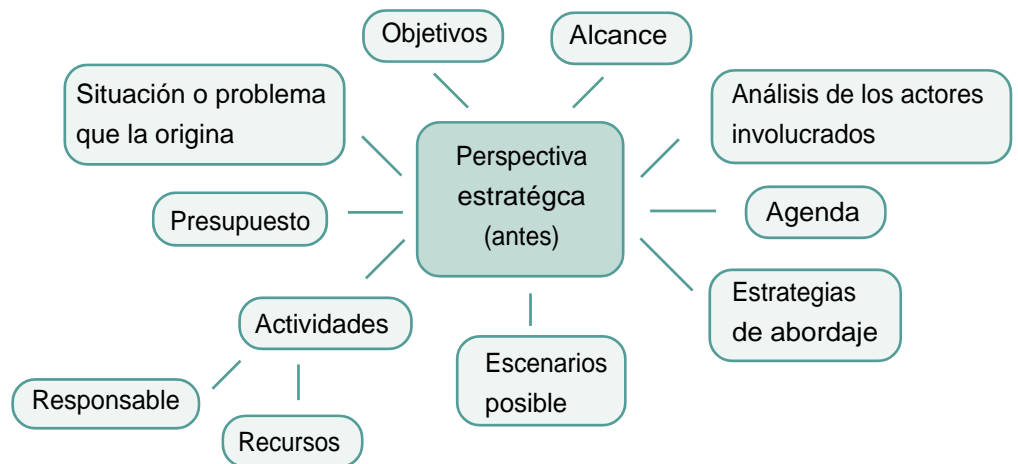 Objetivos
Alcance
Situación o problema
que la origina
Análisis de los actores
involucrados
Perspectiva
estratégca
(antes)
Presupuesto
Agenda
Actividades
Estrategias
de abordaje
Escenarios
posible
Responsable
Recursos